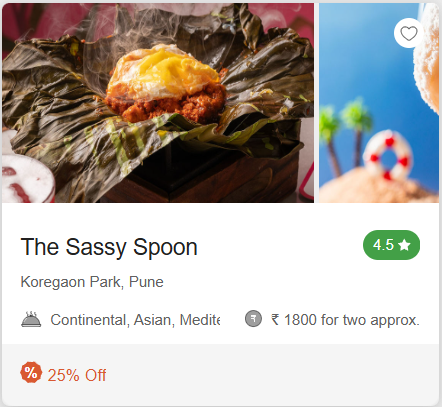 The Sassy Spoon
4.5 ★
Koregaon Park, Pune
Continental, Asian, Medite
₹ 1800 for two approx.
% 25% Off